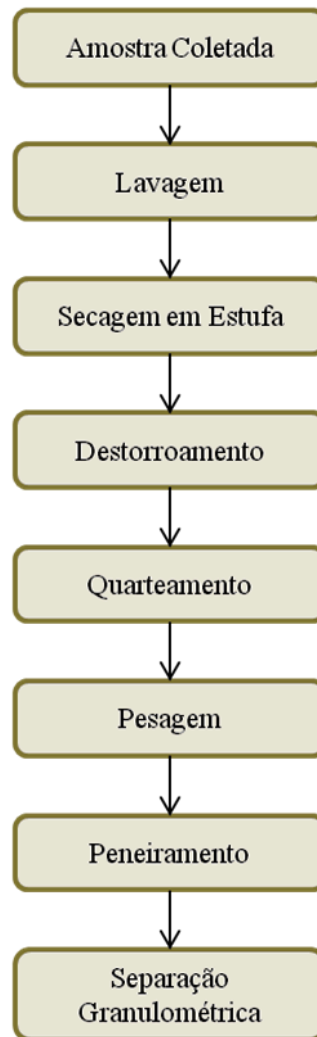 Amostra Coletada
Lavagem
Secagem em Estufa
Destorroamento
Quarteamento
Pesagem
Peneiramento
Separação
Granulométrica